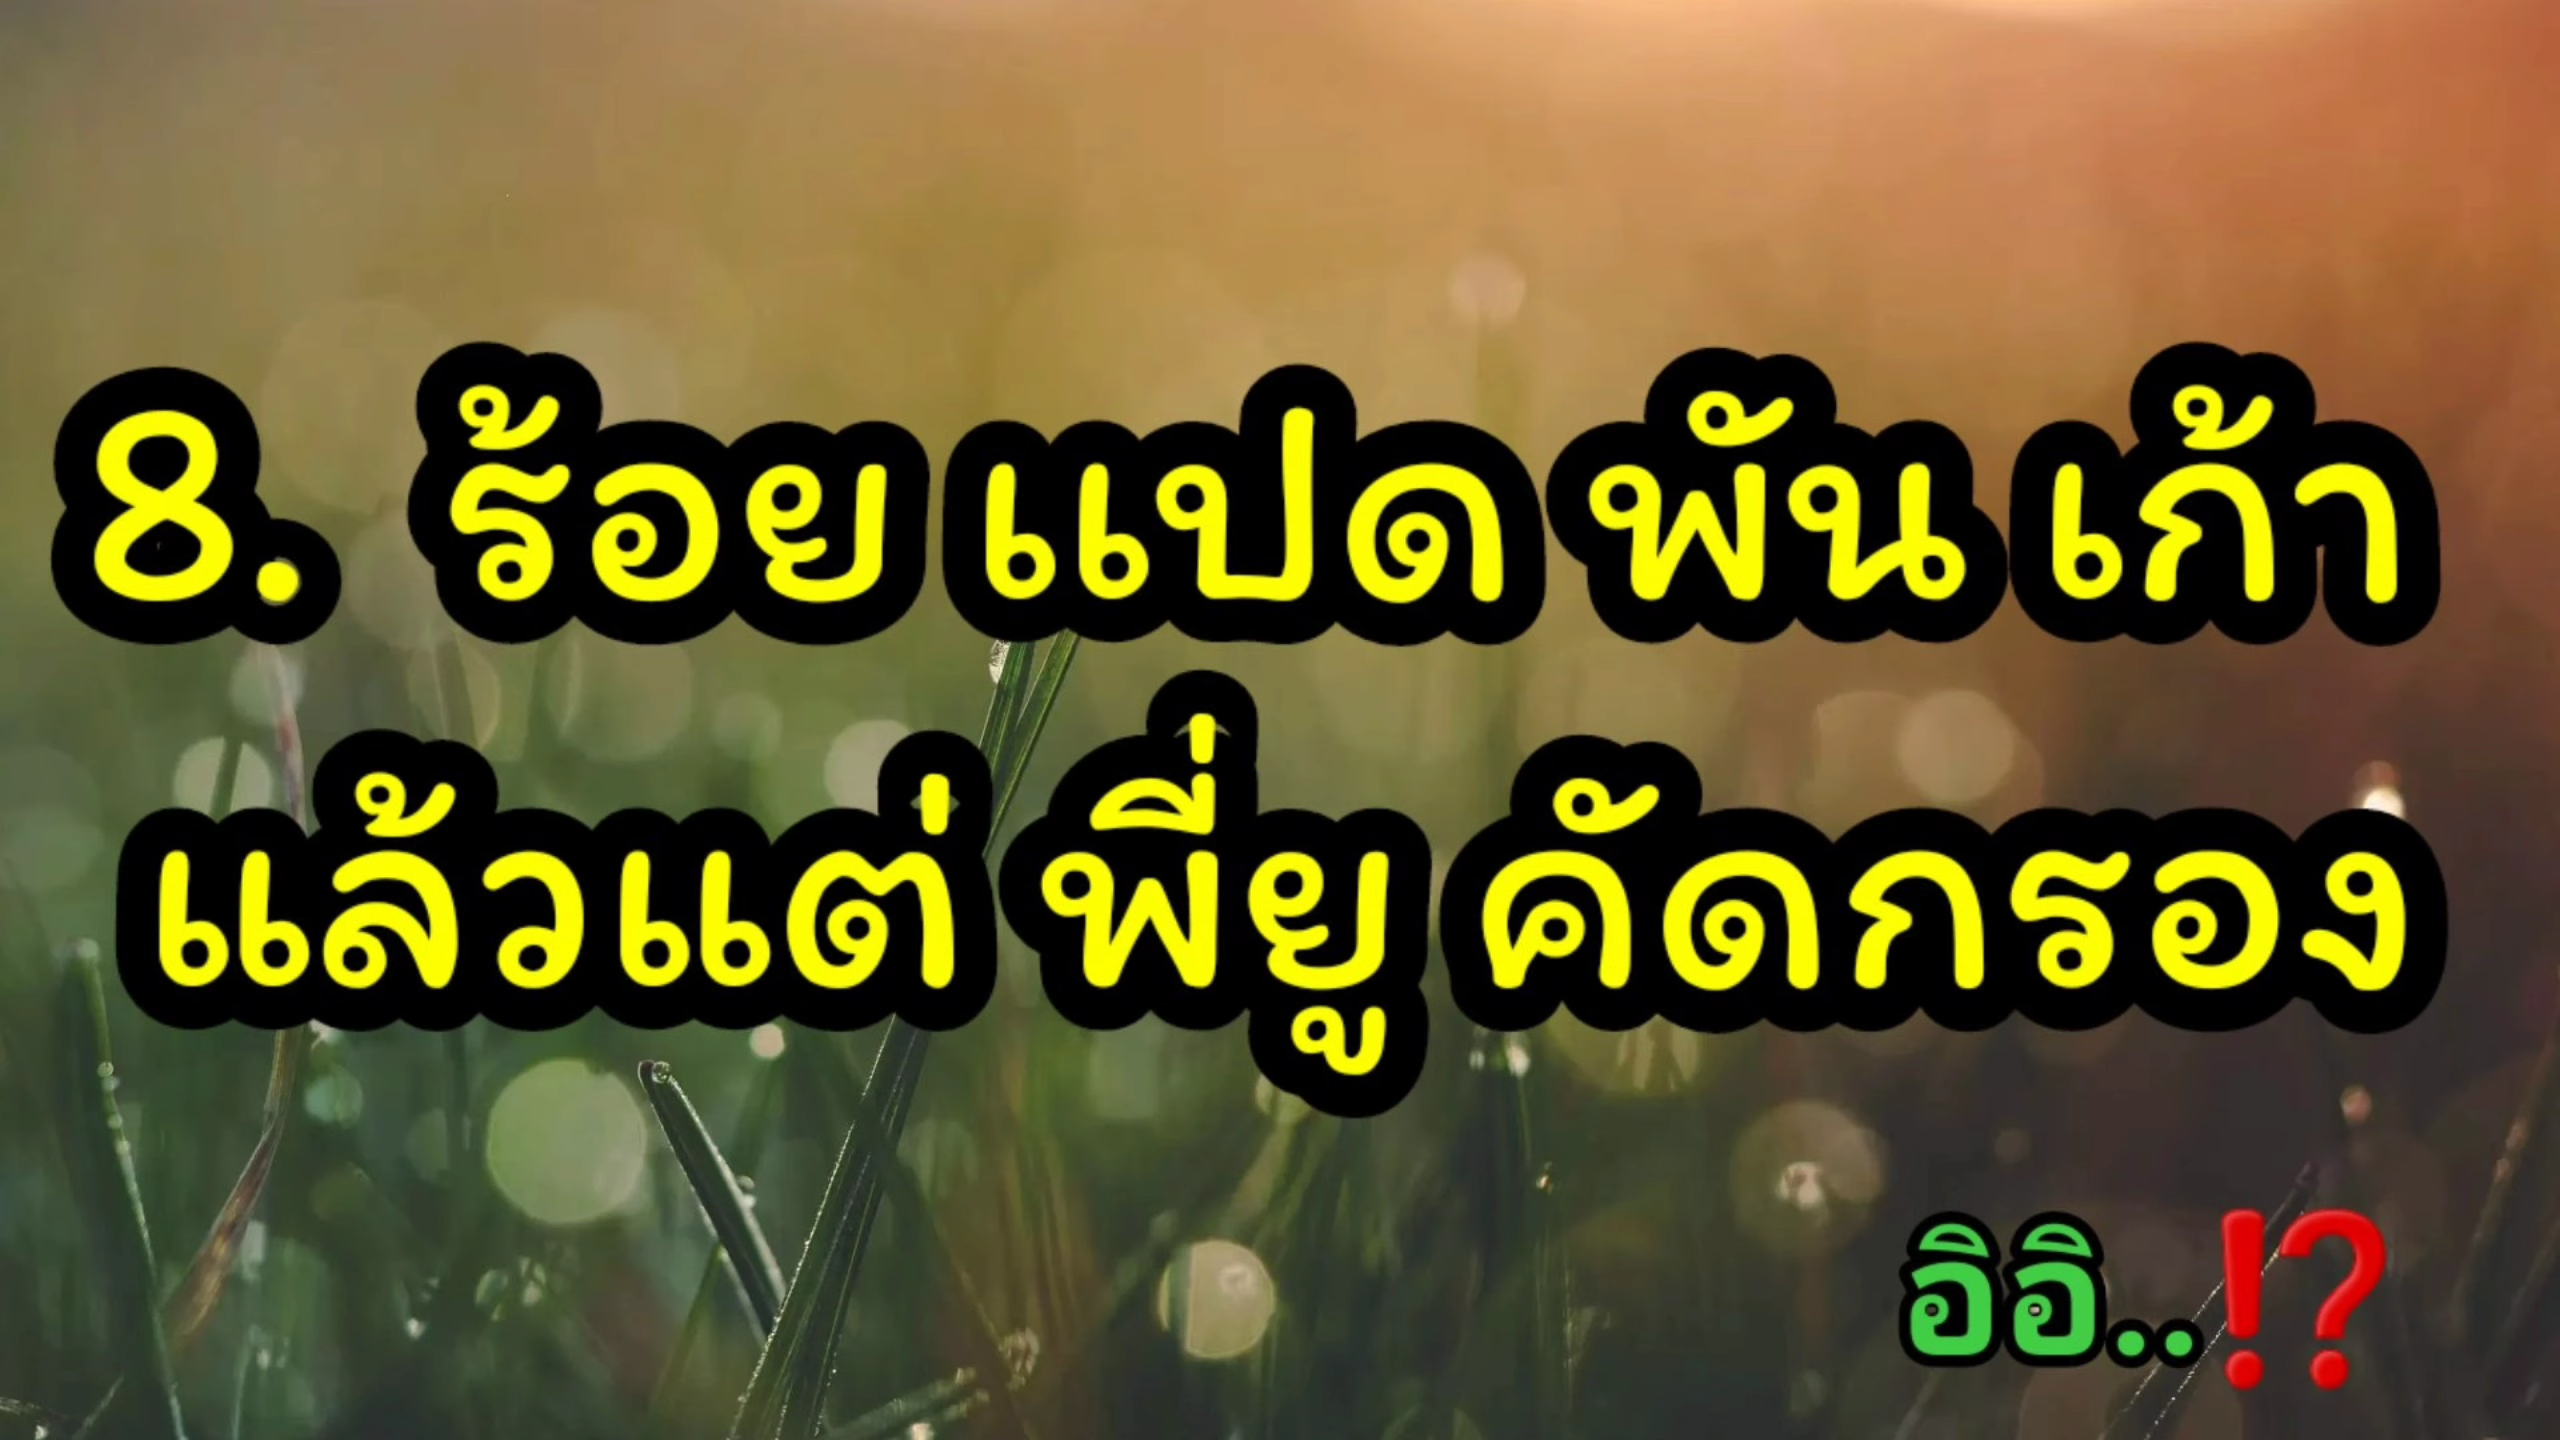 8. ร้อย แปด พัน เก้า
แล้วแต่ พี่ยู คัดกรอง
อิอิ..⁉